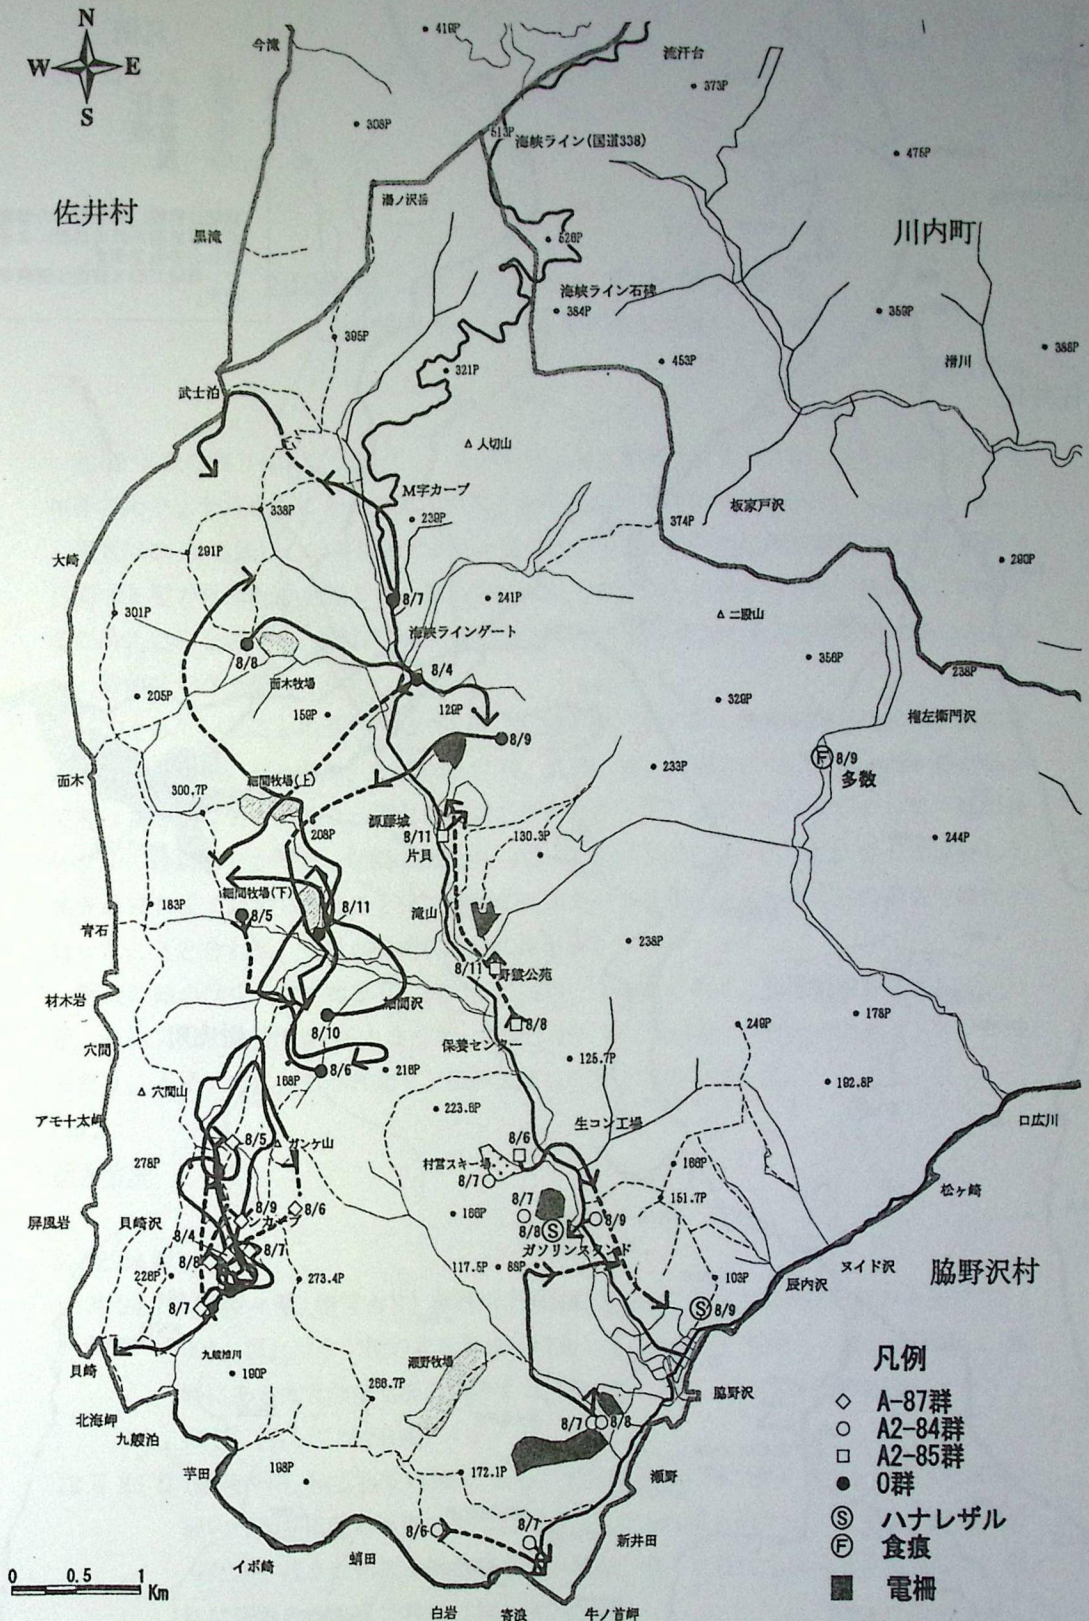 N
W E
S
今滝
419P
流汗台
373P
308P
513P
海峡ライン(国道338)
475P
佐井村
湯ノ沢岳
黒滝
川内町
526P
海峡ライン石碑
384P
359P
395P
388P
453P
滑川
321P
武士泊
人切山
M字カーブ
338P
239P
374P
板家戸沢
291P
大崎
290P
8/7
241P
301P
二股山
海峡ラインゲート
8/8
8/4
356P
238P
面木牧場
205P
129P
329P
159P
権左衛門沢
8/9
8/9
多数
233P
面木
細間牧場(上)
300.7P
源藤城
208P
8/11
片貝
130.3P
244P
細間牧場(下)
183P
8/5
8/11
滝山
青石
238P
8/11
野猿公苑
材木岩
細間沢
178P
8/10
8/8
249P
穴間
保養センター
125.7P
168P
8/6
216P
192.8P
穴間山
223.6P
アモ十太岬
口広川
生コン工場
8/5
ガンケ山
8/6
278P
村営スキー場
166P
8/7
松ヶ崎
8/7
151.7P
8/9
8/6
屏風岩
貝崎沢
166P
8/9
8/4
8/8
ガソリンスタンド
8/8
8/7
ヌイド沢
脇野沢村
117.5P
88P
226P
273.4P
103P
辰内沢
8/7
8/9
九艘泊川
瀬野牧場
貝崎
190P
266.7P
脇野沢
北海岬
8/7
8/8
九艘泊
芋田
198P
172.1P
瀬野
8/6
8/7
新井田
イボ崎
蛸田
白岩
寄浪
牛ノ首岬
凡例
◇ A-87群
○ A2-84群
□ A2-85群
● O群
Ⓢ ハナレザル
Ⓕ 食痕
■ 電柵
0 0.5 1 Km